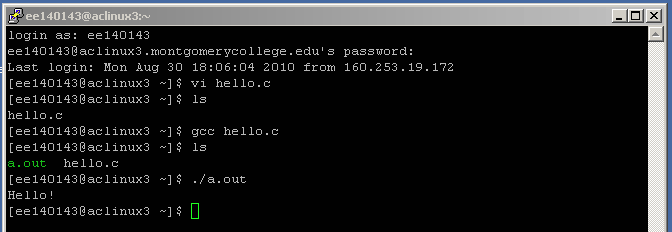 ee140143@aclinux3:~
login as: ee140143
ee140143@aclinux3.montgomerycollege.edu's password:
Last login: Mon Aug 30 18:06:04 2010 from 160.253.19.172
[ee140143@aclinux3 ~]$ vi hello.c
[ee140143@aclinux3 ~]$ ls
hello.c
[ee140143@aclinux3 ~]$ gcc hello.c
[ee140143@aclinux3 ~]$ ls
a.out  hello.c
[ee140143@aclinux3 ~]$ ./a.out
Hello!
[ee140143@aclinux3 ~]$